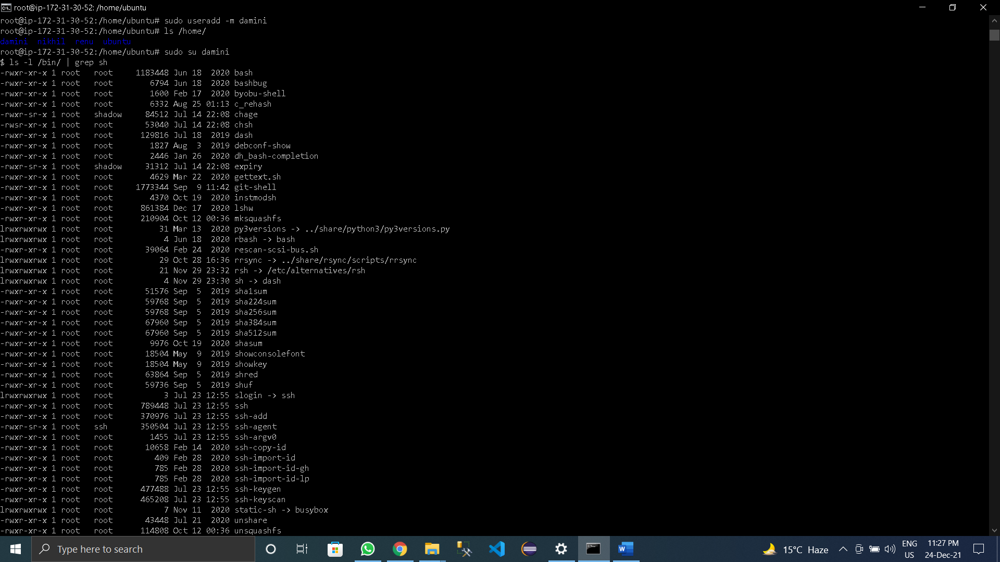 root@ip-172-31-30-52: /home/ubuntu
root@ip-172-31-30-52:/home/ubuntu# sudo useradd -m damini
root@ip-172-31-30-52:/home/ubuntu# ls /home/
damini nikhil renu ubuntu
root@ip-172-31-30-52:/home/ubuntu# sudo su damini
$ ls -l /bin/ | grep sh
-rwxr-xr-x 1 root root 1183448 Jun 18 2020 bash
-rwxr-xr-x 1 root root 6794 Jun 18 2020 bashbug
-rwxr-xr-x 1 root root 1600 Feb 17 2020 byobu-shell
-rwxr-xr-x 1 root root 6332 Aug 25 01:13 c_rehash
-rwxr-sr-x 1 root shadow 84512 Jul 14 22:08 chage
-rwsr-xr-x 1 root root 53040 Jul 14 22:08 chsh
-rwxr-xr-x 1 root root 129816 Jul 18 2019 dash
-rwxr-xr-x 1 root root 1827 Aug 3 2019 debconf-show
-rwxr-xr-x 1 root root 2446 Jan 26 2020 dh_bash-completion
-rwxr-sr-x 1 root shadow 31312 Jul 14 22:08 expiry
-rwxr-xr-x 1 root root 4629 Mar 22 2020 gettext.sh
-rwxr-xr-x 1 root root 1773344 Sep 9 11:42 git-shell
-rwxr-xr-x 1 root root 4370 Oct 19 2020 instmodsh
-rwxr-xr-x 1 root root 861384 Dec 17 2020 lshw
-rwxr-xr-x 1 root root 210904 Oct 12 00:36 mksquashfs
lrwxrwxrwx 1 root root 31 Mar 13 2020 py3versions -> ../share/python3/py3versions.py
lrwxrwxrwx 1 root root 4 Jun 18 2020 rbash -> bash
-rwxr-xr-x 1 root root 39064 Feb 24 2020 rescan-scsi-bus.sh
lrwxrwxrwx 1 root root 29 Oct 28 16:36 rrsync -> ../share/rsync/scripts/rrsync
lrwxrwxrwx 1 root root 21 Nov 29 23:32 rsh -> /etc/alternatives/rsh
lrwxrwxrwx 1 root root 4 Nov 29 23:30 sh -> dash
-rwxr-xr-x 1 root root 51576 Sep 5 2019 sha1sum
-rwxr-xr-x 1 root root 59768 Sep 5 2019 sha224sum
-rwxr-xr-x 1 root root 59768 Sep 5 2019 sha256sum
-rwxr-xr-x 1 root root 67960 Sep 5 2019 sha384sum
-rwxr-xr-x 1 root root 67960 Sep 5 2019 sha512sum
-rwxr-xr-x 1 root root 9976 Oct 19 2020 shasum
-rwxr-xr-x 1 root root 18504 May 9 2019 showconsolefont
-rwxr-xr-x 1 root root 18504 May 9 2019 showkey
-rwxr-xr-x 1 root root 63864 Sep 5 2019 shred
-rwxr-xr-x 1 root root 59736 Sep 5 2019 shuf
lrwxrwxrwx 1 root root 3 Jul 23 12:55 slogin -> ssh
-rwxr-xr-x 1 root root 789448 Jul 23 12:55 ssh
-rwxr-xr-x 1 root root 370976 Jul 23 12:55 ssh-add
-rwxr-sr-x 1 root ssh 350504 Jul 23 12:55 ssh-agent
-rwxr-xr-x 1 root root 1455 Jul 23 12:55 ssh-argv0
-rwxr-xr-x 1 root root 10658 Feb 14 2020 ssh-copy-id
-rwxr-xr-x 1 root root 409 Feb 28 2020 ssh-import-id
-rwxr-xr-x 1 root root 785 Feb 28 2020 ssh-import-id-gh
-rwxr-xr-x 1 root root 785 Feb 28 2020 ssh-import-id-lp
-rwxr-xr-x 1 root root 477488 Jul 23 12:55 ssh-keygen
-rwxr-xr-x 1 root root 465208 Jul 23 12:55 ssh-keyscan
lrwxrwxrwx 1 root root 7 Nov 11 2020 static-sh -> busybox
-rwxr-xr-x 1 root root 43448 Jul 21 2020 unshare
-rwxr-xr-x 1 root root 114808 Oct 12 00:36 unsquashfs
Type here to search
15°C Haze
ENG
US
11:27 PM
24-Dec-21